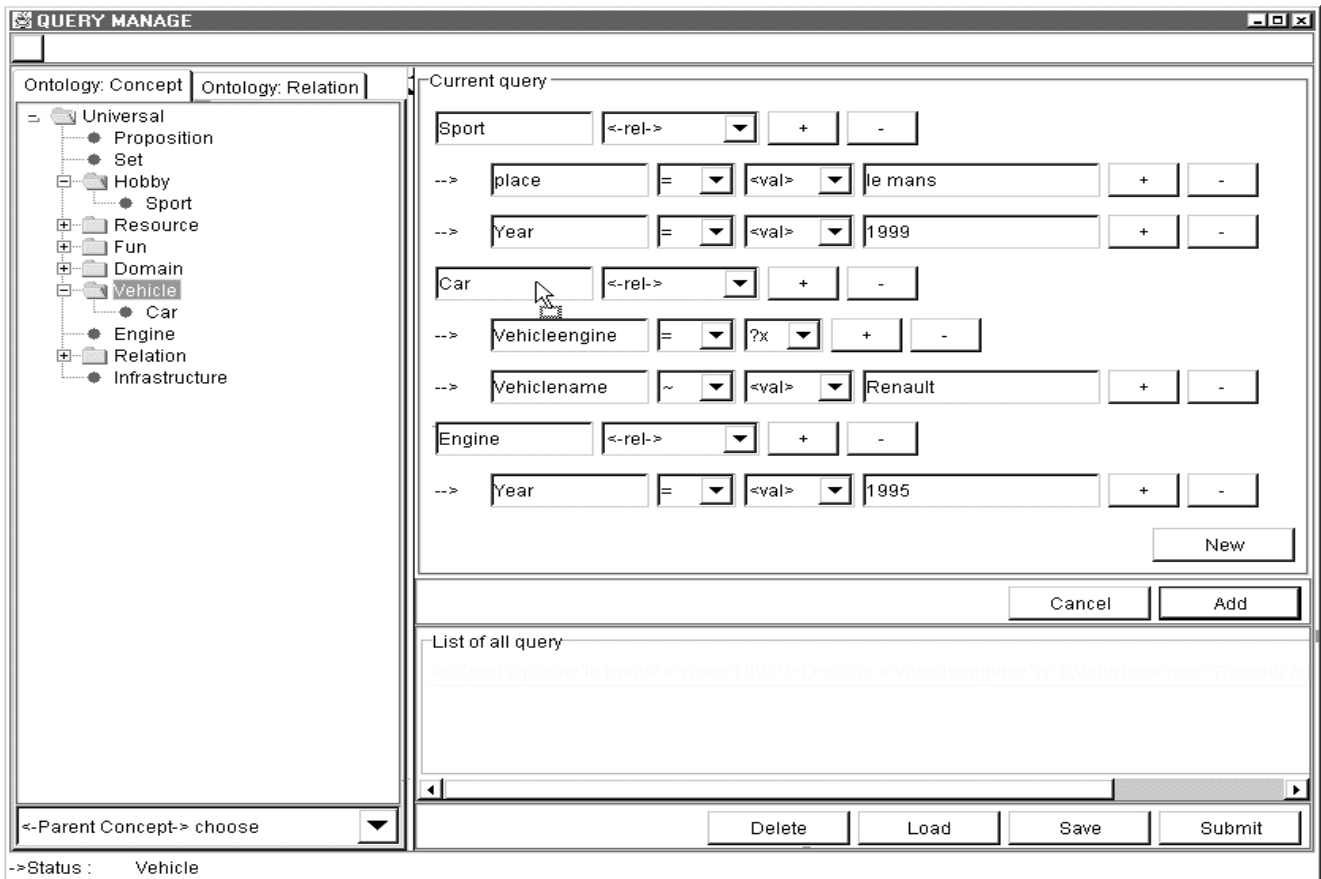 QUERY MANAGE
Ontology: Concept Ontology: Relation
Universal
Proposition
Set
Hobby
Sport
Resource
Fun
Domain
Vehicle
Car
Engine
Relation
Infrastructure
<-Parent Concept-> choose
Current query
Sport <-rel-> + -
--> place = <val> le mans + -
--> Year = <val> 1999 + -
Car <-rel-> + -
--> Vehicleengine = ?x + -
--> Vehiclename ~ <val> Renault + -
Engine <-rel-> + -
--> Year = <val> 1995 + -
New
Cancel Add
List of all query
Delete Load Save Submit
->Status : Vehicle